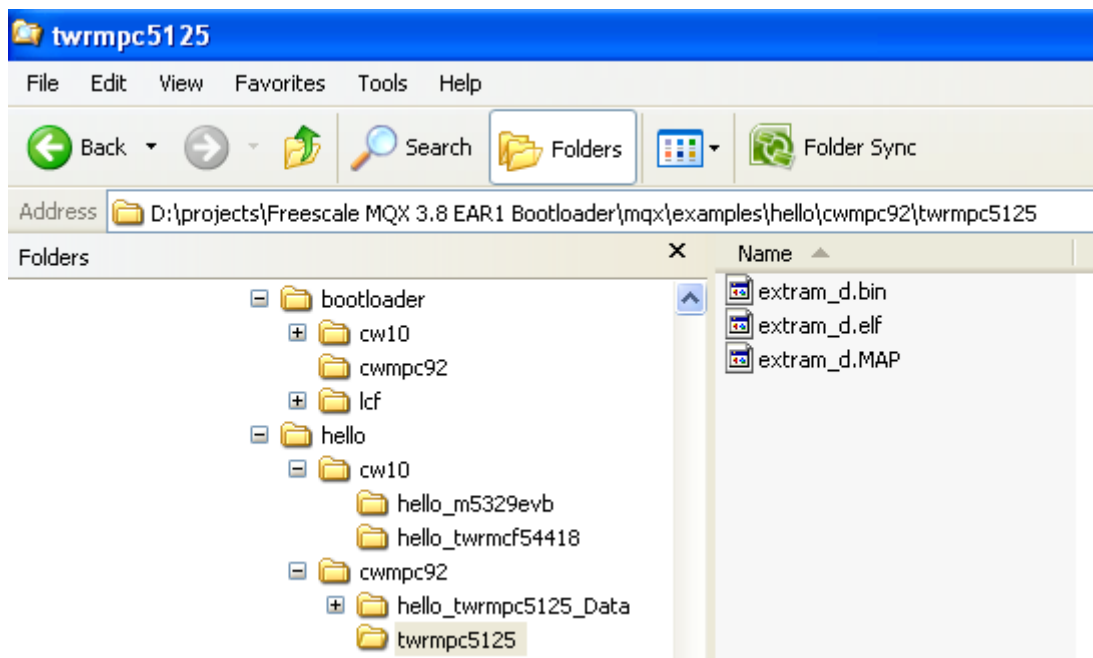 twrmpc5125
File Edit View Favorites Tools Help
Back Search Folders Folder Sync
Address D:\projects\Freescale MQX 3.8 EAR1 Bootloader\mqx\examples\hello\cwmpc92\twrmpc5125
Folders x Name
bootloader
cw10
cwmpc92
lcf
hello
cw10
hello_m5329evb
hello_twrmcf54418
cwmpc92
hello_twrmpc5125_Data
twrmpc5125
extram_d.bin
extram_d.elf
extram_d.MAP